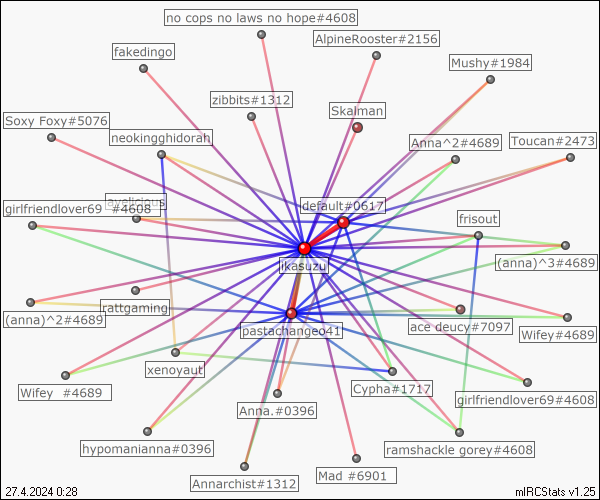 no cops no laws no hope#4608
AlpineRooster#2156
fakedingo
Mushy#1984
zibbits#1312
Skalman
Soxy Foxy#5076
neokingghidorah
Anna^2#4689
Toucan#2473
default#0617
girlfriendlover69 #4608
frisout
ikasuzu
(anna)^3#4689
rattgaming
(anna)^2#4689
pastachangeo41
ace deucy#7097
Wifey#4689
xenoyaut
Wifey #4689
Cypha#1717
girlfriendlover69#4608
Anna.#0396
hypomanianna#0396
ramshackle gorey#4608
Annarchist#1312
Mad #6901
27.4.2024 0:28
mIRCStats v1.25